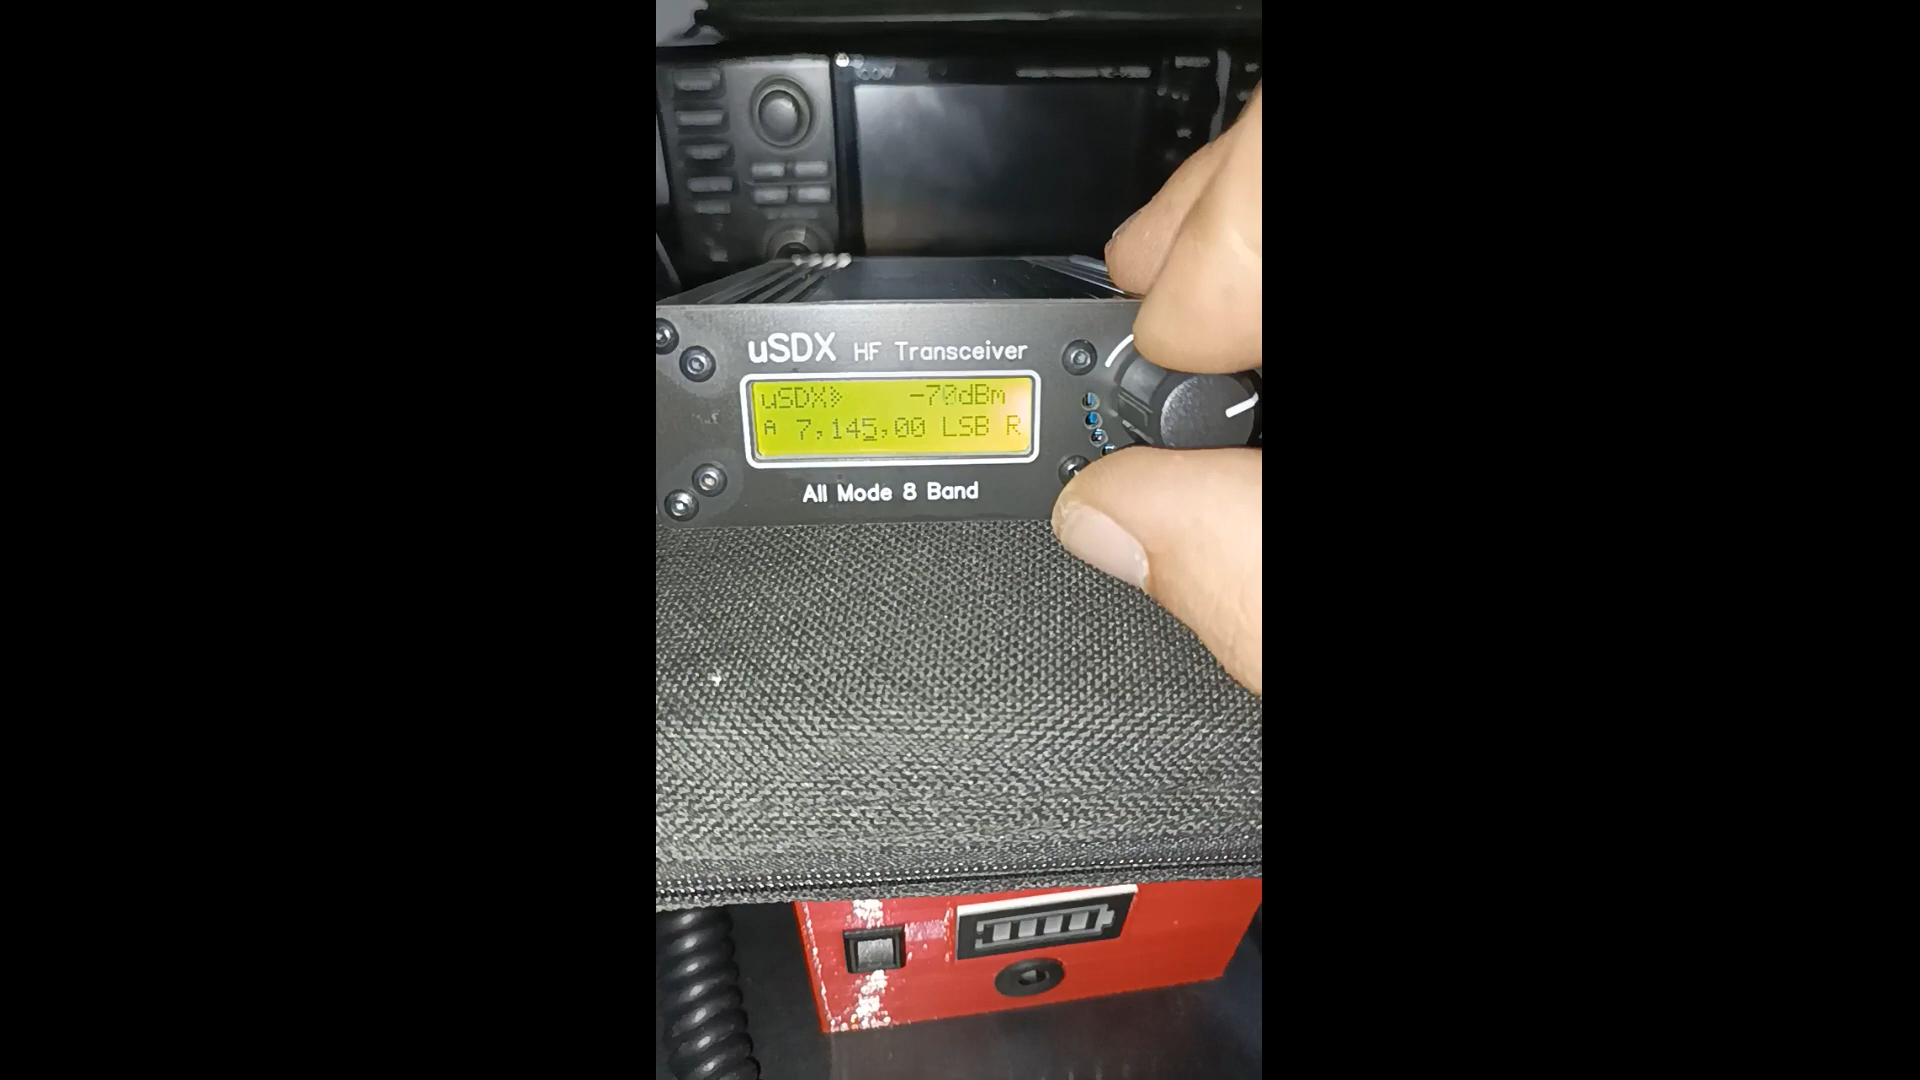 uSDX HF Transceiver
uSDX -70dBm
A 7,145,00 LSB R
All Mode 8 Band